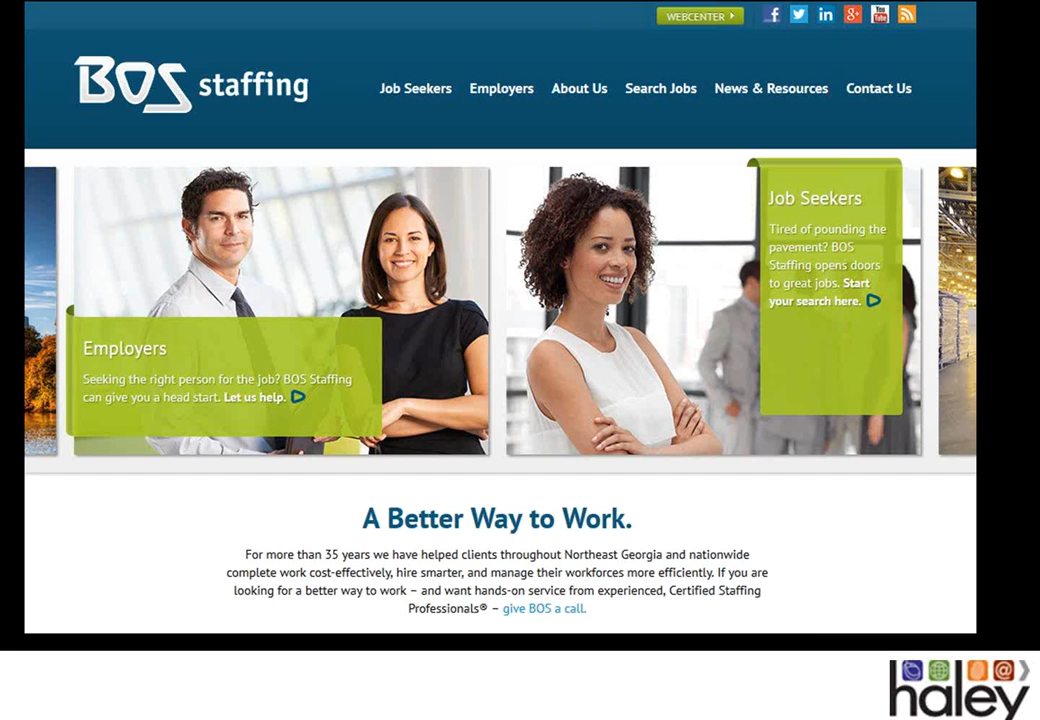 WEBCENTER
You Tube
BOS staffing
Job Seekers Employers About Us Search Jobs News & Resources Contact Us
Employers
Seeking the right person for the job? BOS Staffing
can give you a head start. Let us help.
Job Seekers
Tired of pounding the
pavement? BOS
Staffing opens doors
to great jobs. Start
your search here.
A Better Way to Work.
For more than 35 years we have helped clients throughout Northeast Georgia and nationwide
complete work cost-effectively, hire smarter, and manage their workforces more efficiently. If you are
looking for a better way to work – and want hands-on service from experienced, Certified Staffing
Professionals® – give BOS a call.
haley